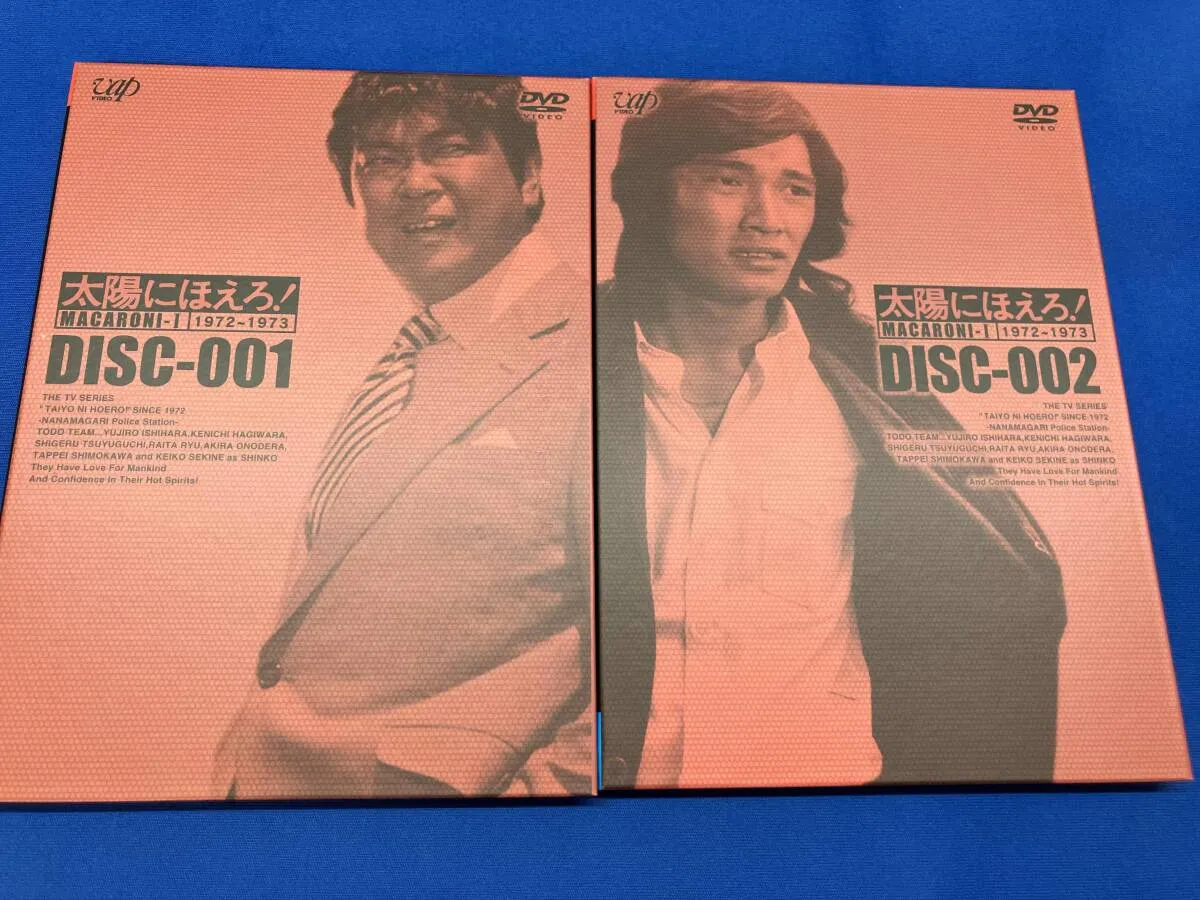 vap
VIDEO
DVD
VIDEO
太陽にほえろ!
MACARONI-I 1972~1973
DISC-001
THE TV SERIES
"TAIYO NI HOERO!" SINCE 1972
-NANAMAGARI Police Station-
TODO TEAM...YUJIRO ISHIHARA,KENICHI HAGIWARA,
SHIGERU TSUYUGUCHI,RAITA RYU,AKIRA ONODERA,
TAPPEI SHIMOKAWA and KEIKO SEKINE as SHINKO
They Have Love For Mankind
And Confidence In Their Hot Spirits!
vap
VIDEO
DVD
VIDEO
太陽にほえろ!
MACARONI-I 1972~1973
DISC-002
THE TV SERIES
"TAIYO NI HOERO!" SINCE 1972
-NANAMAGARI Police Station-
TODO TEAM...YUJIRO ISHIHARA,KENICHI HAGIWARA,
SHIGERU TSUYUGUCHI,RAITA RYU,AKIRA ONODERA,
TAPPEI SHIMOKAWA and KEIKO SEKINE as SHINKO
They Have Love For Mankind
And Confidence In Their Hot Spirits!